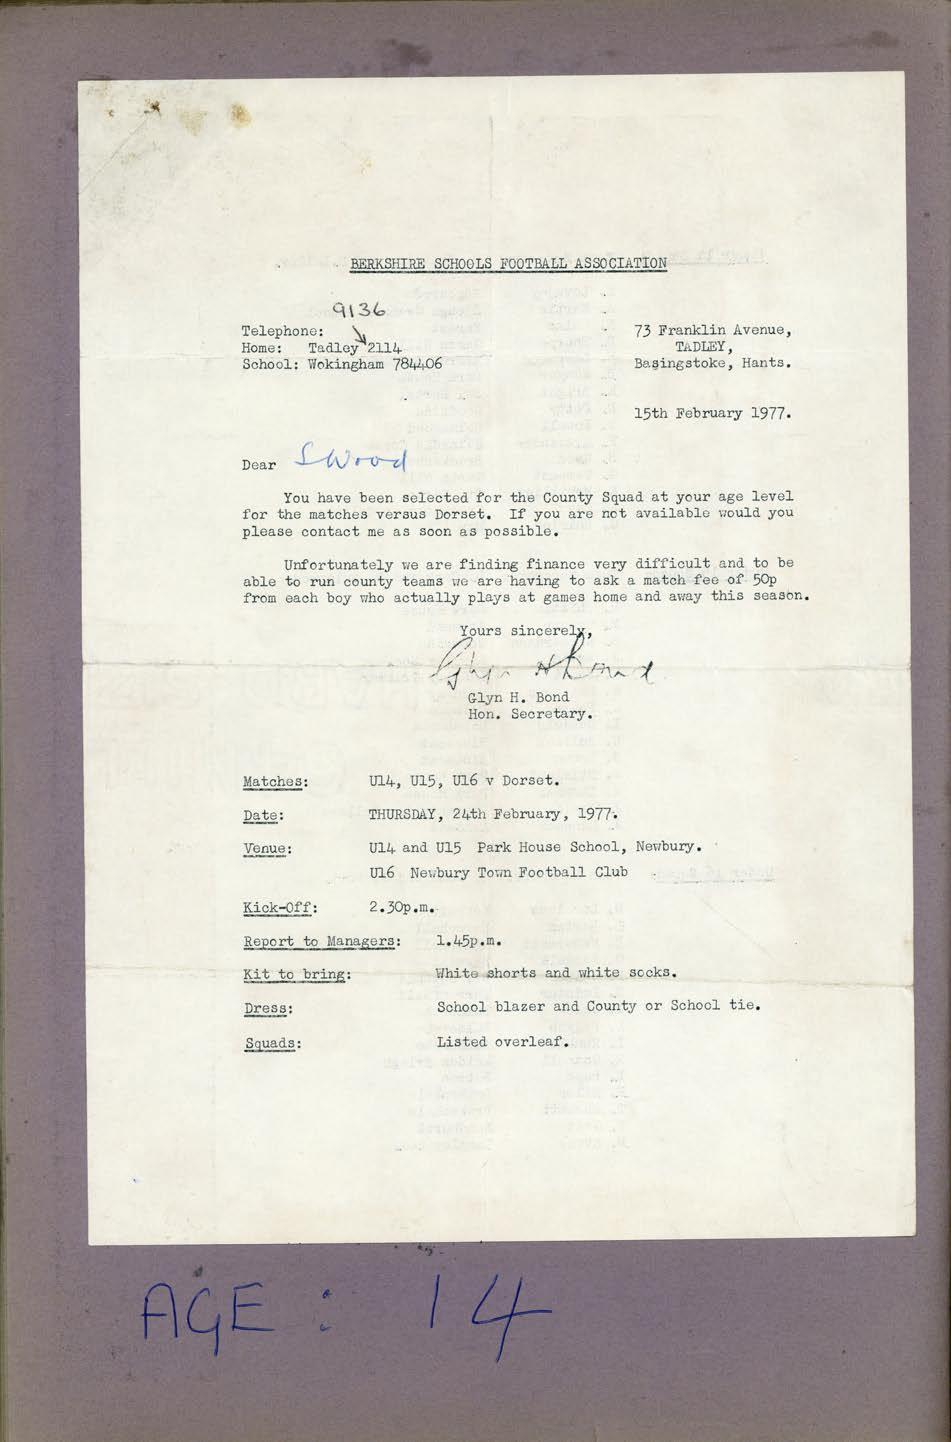 BERKSHIRE SCHOOLS FOOTBALL ASSOCIATION
9136
Telephone:
Home: Tadley 2114
School: Wokingham 784406
73 Franklin Avenue,
TADLEY,
Basingstoke, Hants.
15th February 1977.
Dear S Wood
You have been selected for the County Squad at your age level
for the matches versus Dorset. If you are not available would you
please contact me as soon as possible.
Unfortunately we are finding finance very difficult and to be
able to run county teams we are having to ask a match fee of 50p
from each boy who actually plays at games home and away this season.
Yours sincerely,
Glyn H Bond
Glyn H. Bond
Hon. Secretary.
Matches: U14, U15, U16 v Dorset.
Date: THURSDAY, 24th February, 1977.
Venue: U14 and U15 Park House School, Newbury.
U16 Newbury Town Football Club
Kick-Off: 2.30p.m.
Report to Managers: 1.45p.m.
Kit to bring: White shorts and white socks.
Dress: School blazer and County or School tie.
Squads: Listed overleaf.
AGE : 14